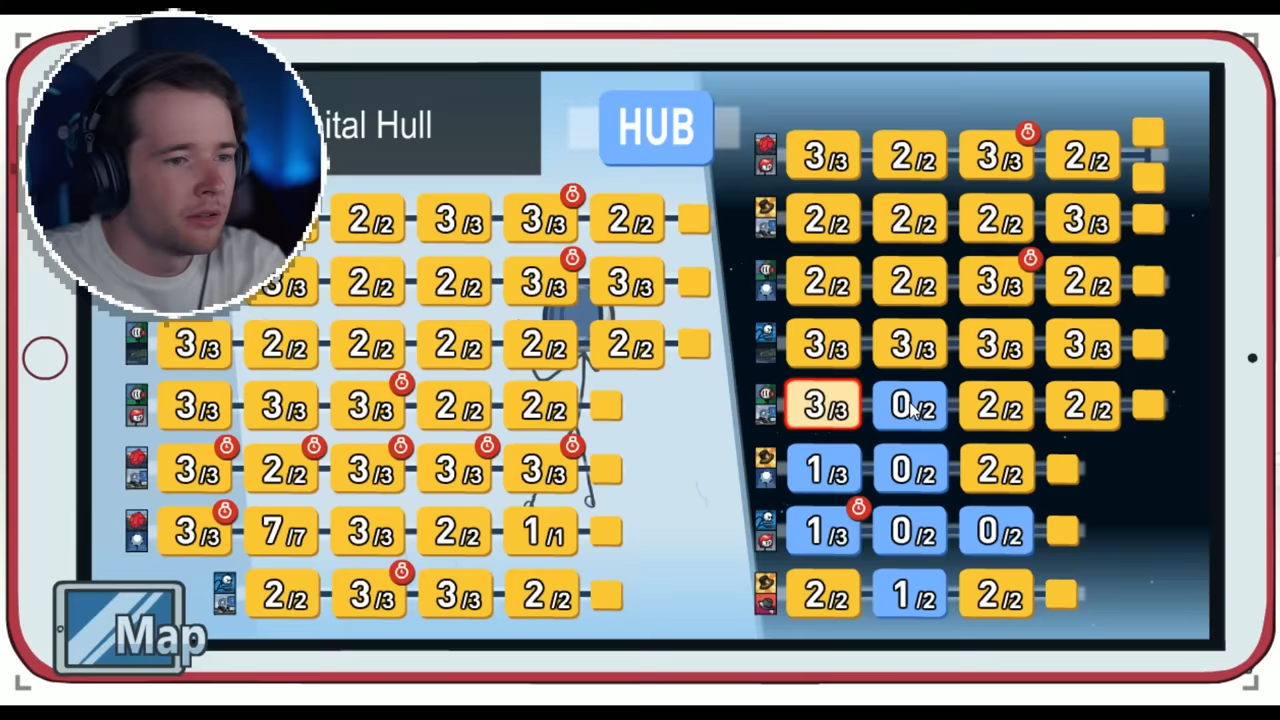 ital Hull
HUB
2/2 3/3 3/3 2/2
3/3 2/2 2/2 3/3 3/3
3/3 2/2 2/2 2/2 2/2 2/2
3/3 3/3 3/3 2/2 2/2
3/3 2/2 3/3 3/3 3/3
3/3 7/7 3/3 2/2 1/1
2/2 3/3 3/3 2/2
Map
3/3 2/2 3/3 2/2
2/2 2/2 2/2 3/3
2/2 2/2 3/3 2/2
3/3 3/3 3/3 3/3
3/3 0/2 2/2 2/2
1/3 0/2 2/2
1/3 0/2 0/2
2/2 1/2 2/2